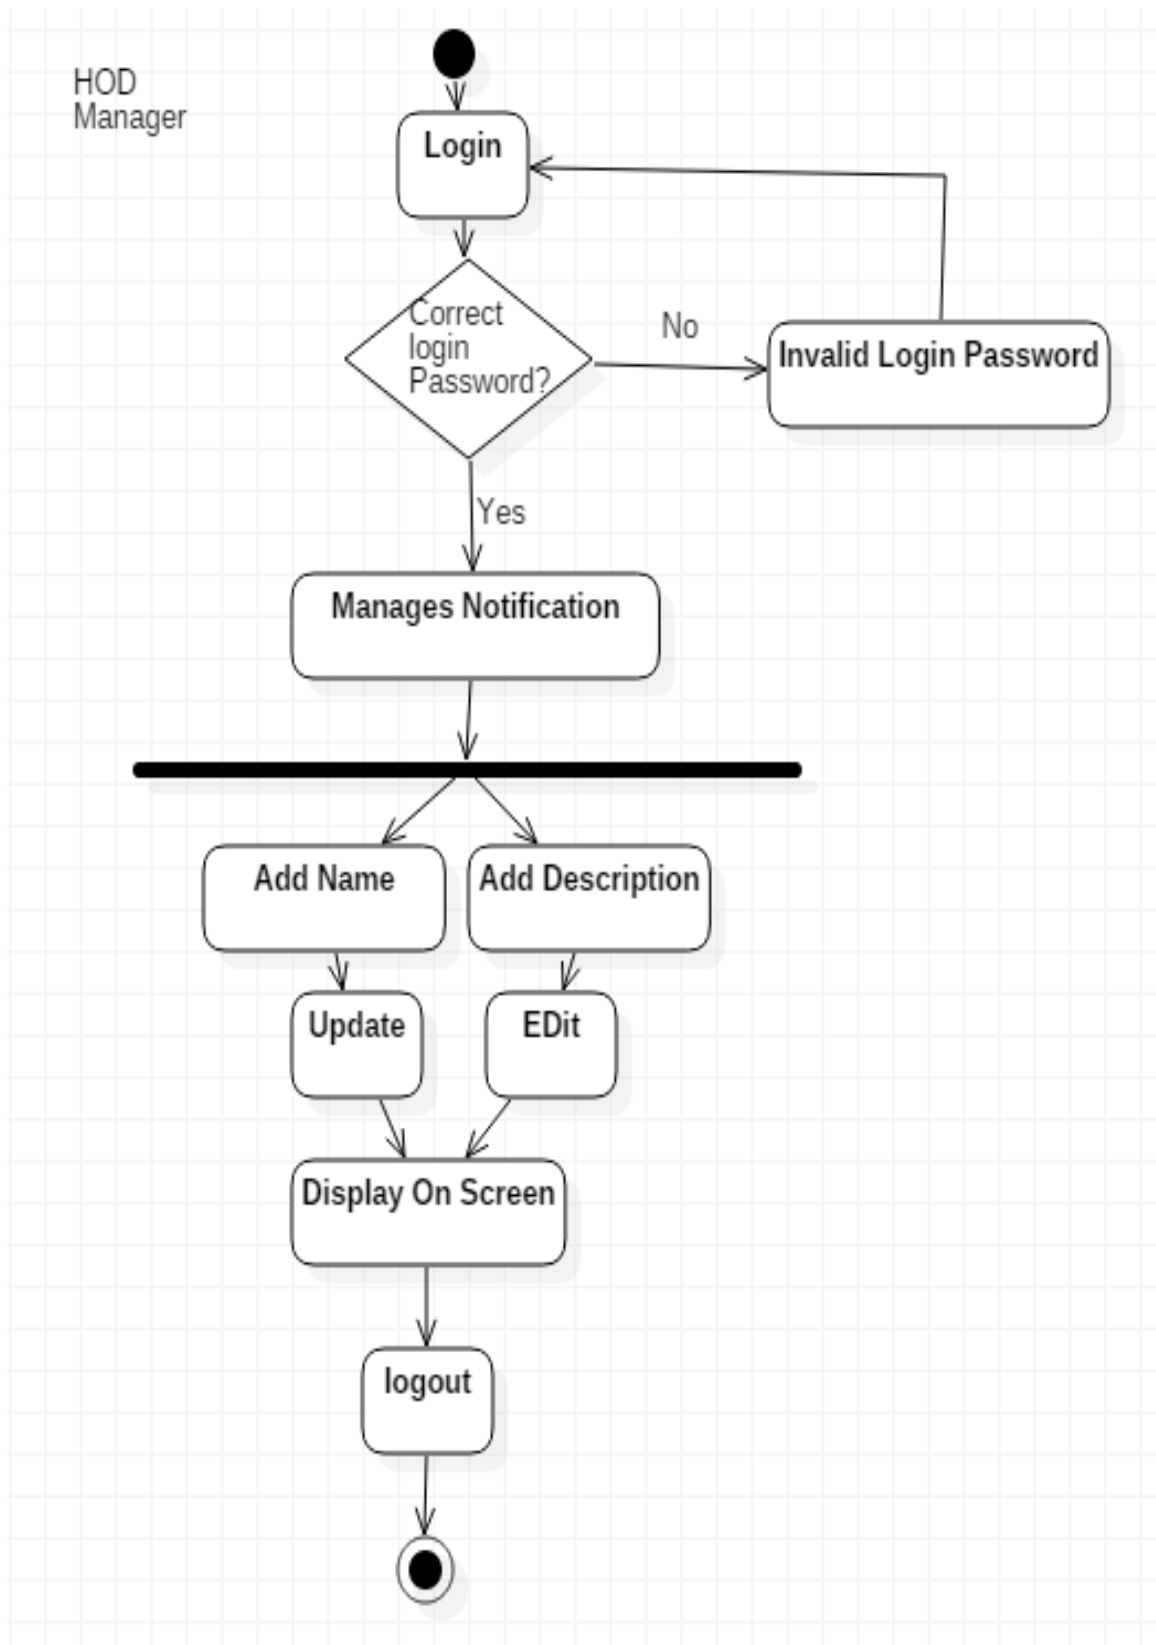 HOD
Manager
Login
Correct
login
Password?
No
Invalid Login Password
Yes
Manages Notification
Add Name
Add Description
Update
EDit
Display On Screen
logout